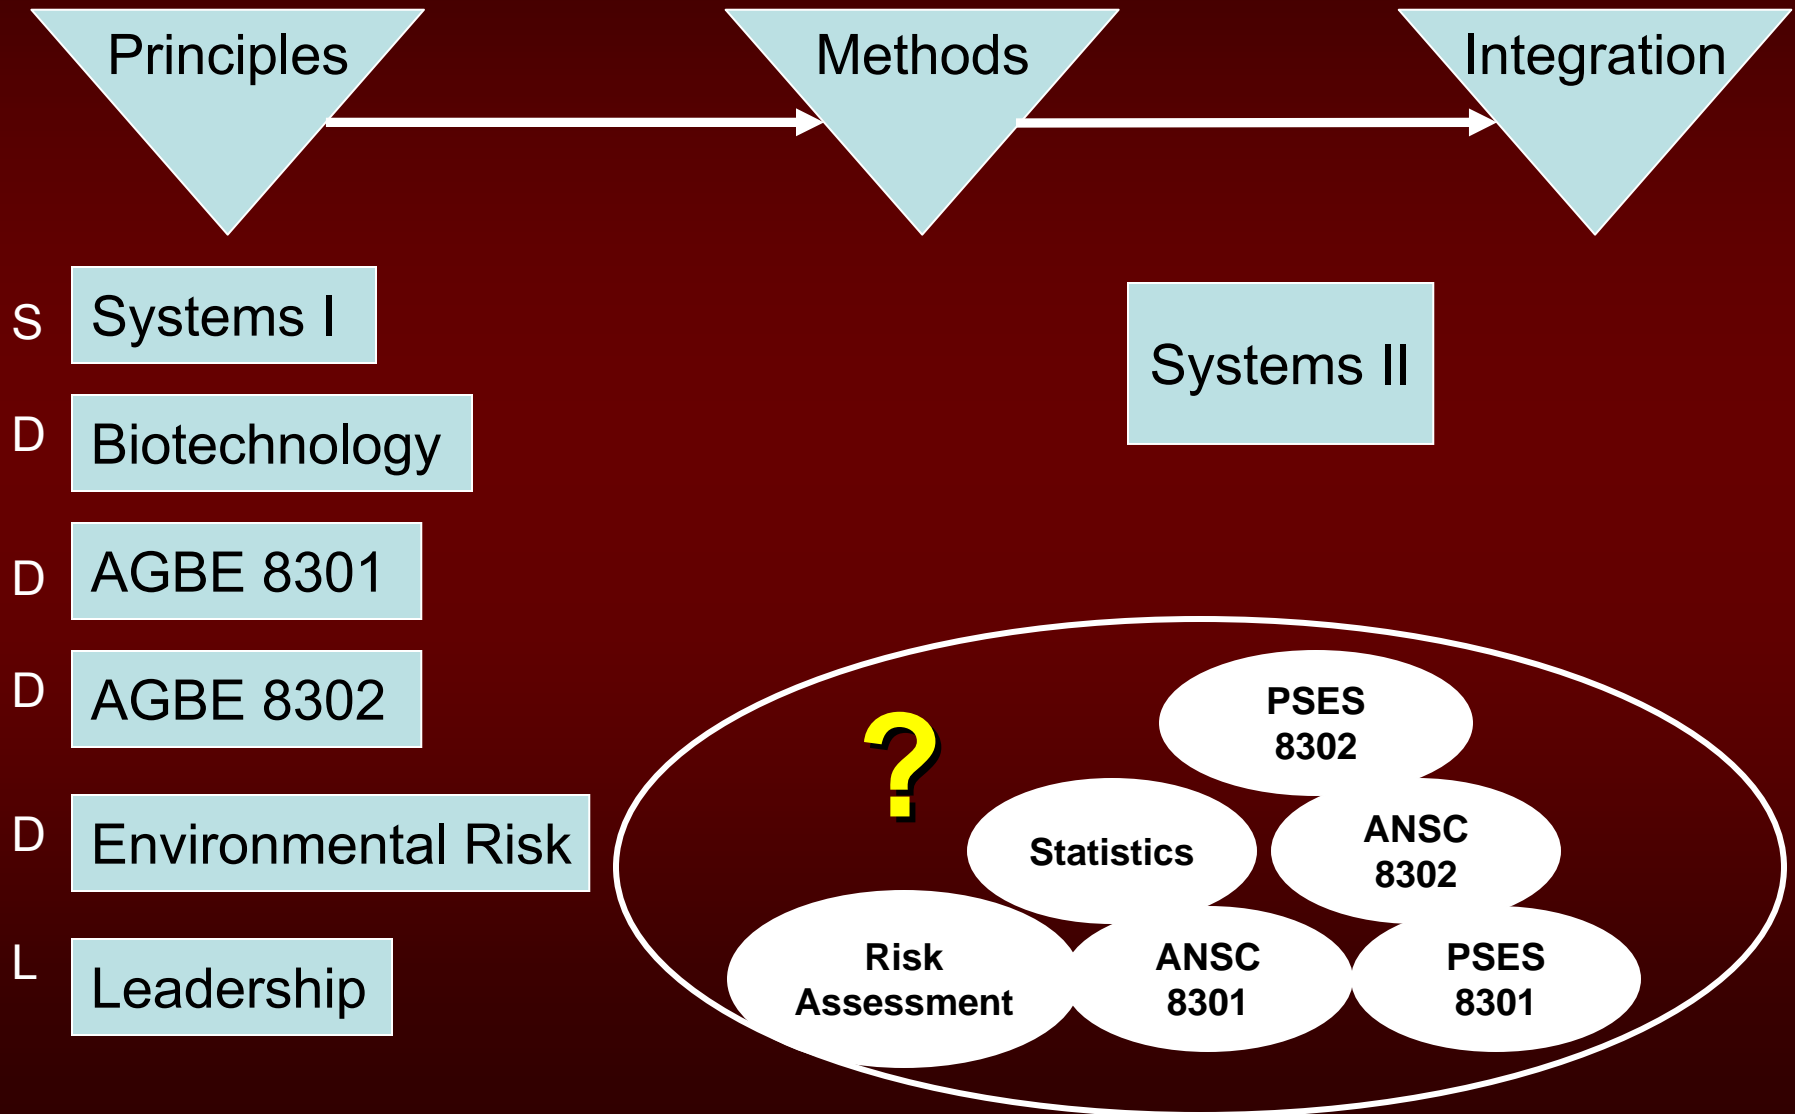 Principles
Methods
Integration
S
Systems I
Systems II
D
Biotechnology
D
AGBE 8301
D
AGBE 8302
D
Environmental Risk
L
Leadership
?
PSES
8302
Statistics
ANSC
8302
Risk
Assessment
ANSC
8301
PSES
8301